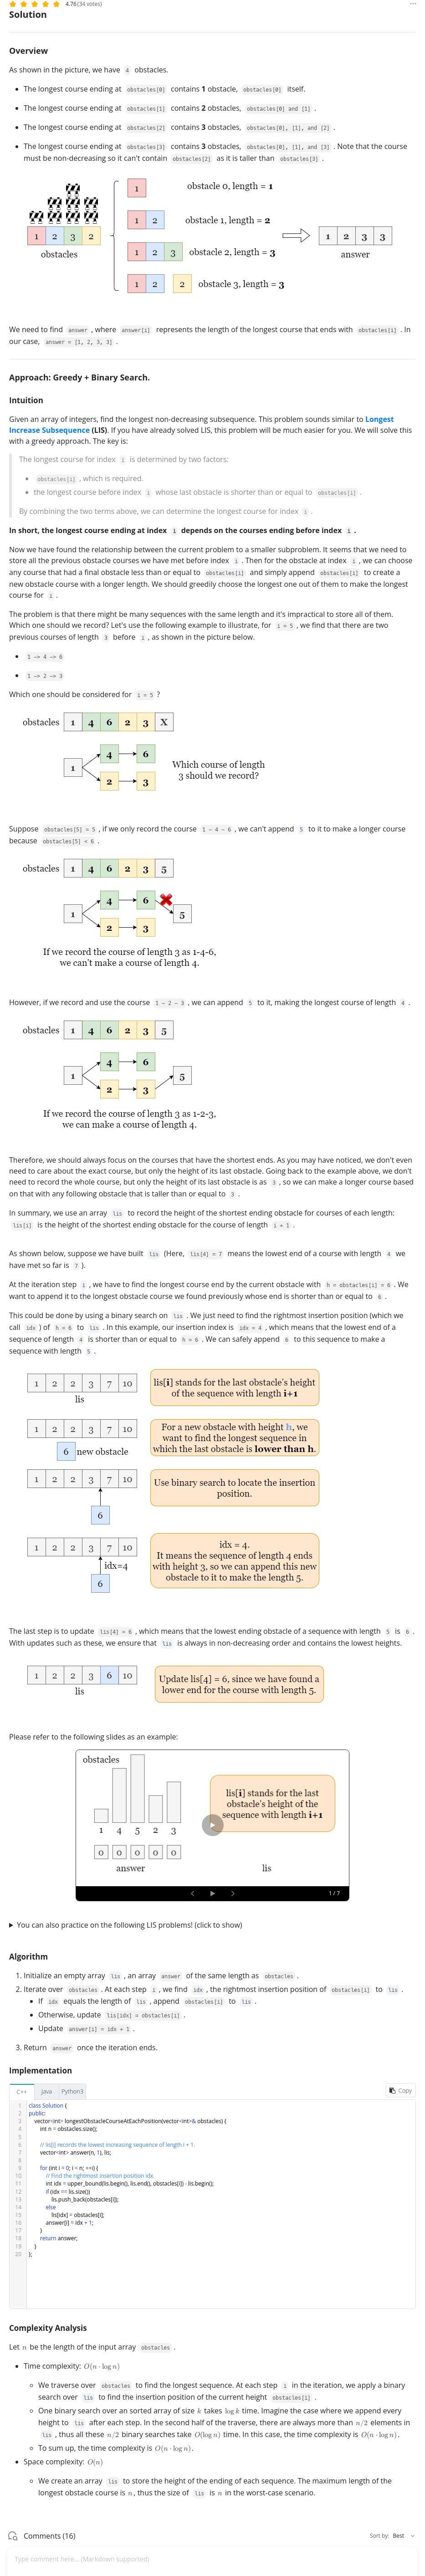 4.76 (34 votes)
Solution
Overview
As shown in the picture, we have 4 obstacles.
• The longest course ending at obstacles[0] contains 1 obstacle, obstacles[0] itself.
• The longest course ending at obstacles[1] contains 2 obstacles, obstacles[0] and [1] .
• The longest course ending at obstacles[2] contains 3 obstacles, obstacles[0], [1], and [2] .
• The longest course ending at obstacles[3] contains 3 obstacles, obstacles[0], [1], and [3] . Note that the course
must be non-decreasing so it can't contain obstacles[2] as it is taller than obstacles[3] .
1 obstacle 0, length = 1
1 2 obstacle 1, length = 2
1 2 3 2 1 2 3 obstacle 2, length = 3 1 2 3 3
obstacles answer
1 2 2 obstacle 3, length = 3
We need to find answer , where answer[i] represents the length of the longest course that ends with obstacles[i] . In
our case, answer = [1, 2, 3, 3] .
Approach: Greedy + Binary Search.
Intuition
Given an array of integers, find the longest non-decreasing subsequence. This problem sounds similar to Longest
Increase Subsequence (LIS). If you have already solved LIS, this problem will be much easier for you. We will solve this
with a greedy approach. The key is:
The longest course for index i is determined by two factors:
• obstacles[i] , which is required.
• the longest course before index i whose last obstacle is shorter than or equal to obstacles[i] .
By combining the two terms above, we can determine the longest course for index i .
In short, the longest course ending at index i depends on the courses ending before index i .
Now we have found the relationship between the current problem to a smaller subproblem. It seems that we need to
store all the previous obstacle courses we have met before index i . Then for the obstacle at index i , we can choose
any course that had a final obstacle less than or equal to obstacles[i] and simply append obstacles[i] to create a
new obstacle course with a longer length. We should greedily choose the longest one out of them to make the longest
course for i .
The problem is that there might be many sequences with the same length and it's impractical to store all of them.
Which one should we record? Let's use the following example to illustrate, for i = 5 , we find that there are two
previous courses of length 3 before i , as shown in the picture below.
• 1 -> 4 -> 6
• 1 -> 2 -> 3
Which one should be considered for i = 5 ?
obstacles 1 4 6 2 3 X
4 6
1
2 3
Which course of length
3 should we record?
Suppose obstacles[5] = 5 , if we only record the course 1 - 4 - 6 , we can't append 5 to it to make a longer course
because obstacles[5] < 6 .
obstacles 1 4 6 2 3 5
4 6
1 5
2 3
If we record the course of length 3 as 1-4-6,
we can't make a course of length 4.
However, if we record and use the course 1 - 2 - 3 , we can append 5 to it, making the longest course of length 4 .
obstacles 1 4 6 2 3 5
4 6
1 5
2 3
If we record the course of length 3 as 1-2-3,
we can make a course of length 4.
Therefore, we should always focus on the courses that have the shortest ends. As you may have noticed, we don't even
need to care about the exact course, but only the height of its last obstacle. Going back to the example above, we don't
need to record the whole course, but only the height of its last obstacle is as 3 , so we can make a longer course based
on that with any following obstacle that is taller than or equal to 3 .
In summary, we use an array lis to record the height of the shortest ending obstacle for courses of each length:
lis[i] is the height of the shortest ending obstacle for the course of length i + 1 .
As shown below, suppose we have built lis (Here, lis[4] = 7 means the lowest end of a course with length 4 we
have met so far is 7 ).
At the iteration step i , we have to find the longest course end by the current obstacle with h = obstacles[i] = 6 . We
want to append it to the longest obstacle course we found previously whose end is shorter than or equal to 6 .
This could be done by using a binary search on lis . We just need to find the rightmost insertion position (which we
call idx ) of h = 6 to lis . In this example, our insertion index is idx = 4 , which means that the lowest end of a
sequence of length 4 is shorter than or equal to h = 6 . We can safely append 6 to this sequence to make a
sequence with length 5 .
1 2 2 3 7 10
lis
lis[i] stands for the last obstacle's height
of the sequence with length i+1
1 2 2 3 7 10
6 new obstacle
For a new obstacle with height h, we
want to find the longest sequence in
which the last obstacle is lower than h.
1 2 2 3 7 10
6
Use binary search to locate the insertion
position.
1 2 2 3 7 10
idx=4
6
idx = 4.
It means the sequence of length 4 ends
with height 3, so we can append this new
obstacle to it to make the length 5.
The last step is to update lis[4] = 6 , which means that the lowest ending obstacle of a sequence with length 5 is 6 .
With updates such as these, we ensure that lis is always in non-decreasing order and contains the lowest heights.
1 2 2 3 6 10
lis
Update lis[4] = 6, since we have found a
lower end for the course with length 5.
Please refer to the following slides as an example:
obstacles
1 4 5 2 3
0 0 0 0 0
answer
lis[i] stands for the last
obstacle's height of the
sequence with length i+1
lis
1 / 7
You can also practice on the following LIS problems! (click to show)
Algorithm
1. Initialize an empty array lis , an array answer of the same length as obstacles .
2. Iterate over obstacles . At each step i , we find idx , the rightmost insertion position of obstacles[i] to lis .
• If idx equals the length of lis , append obstacles[i] to lis .
• Otherwise, update lis[idx] = obstacles[i] .
• Update answer[i] = idx + 1 .
3. Return answer once the iteration ends.
Implementation
C++ Java Python3 Copy
1 class Solution {
2 public:
3 vector<int> longestObstacleCourseAtEachPosition(vector<int>& obstacles) {
4 int n = obstacles.size();
5
6 // lis[i] records the lowest increasing sequence of length i + 1.
7 vector<int> answer(n, 1), lis;
8
9 for (int i = 0; i < n; ++i) {
10 // Find the rightmost insertion position idx.
11 int idx = upper_bound(lis.begin(), lis.end(), obstacles[i]) - lis.begin();
12 if (idx == lis.size())
13 lis.push_back(obstacles[i]);
14 else
15 lis[idx] = obstacles[i];
16 answer[i] = idx + 1;
17 }
18 return answer;
19 }
20 };
Complexity Analysis
Let n be the length of the input array obstacles .
• Time complexity: O(n · log n)
◦ We traverse over obstacles to find the longest sequence. At each step i in the iteration, we apply a binary
search over lis to find the insertion position of the current height obstacles[i] .
◦ One binary search over an sorted array of size k takes log k time. Imagine the case where we append every
height to lis after each step. In the second half of the traverse, there are always more than n/2 elements in
lis , thus all these n/2 binary searches take O(log n) time. In this case, the time complexity is O(n · log n).
◦ To sum up, the time complexity is O(n · log n).
• Space complexity: O(n)
◦ We create an array lis to store the height of the ending of each sequence. The maximum length of the
longest obstacle course is n, thus the size of lis is n in the worst-case scenario.
Comments (16) Sort by: Best
Type comment here... (Markdown supported)